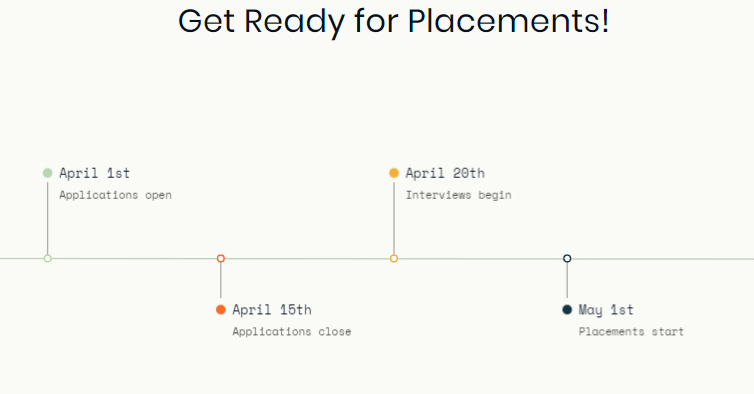 Get Ready for Placements!
April 1st
Applications open
April 15th
Applications close
April 20th
Interviews begin
May 1st
Placements start